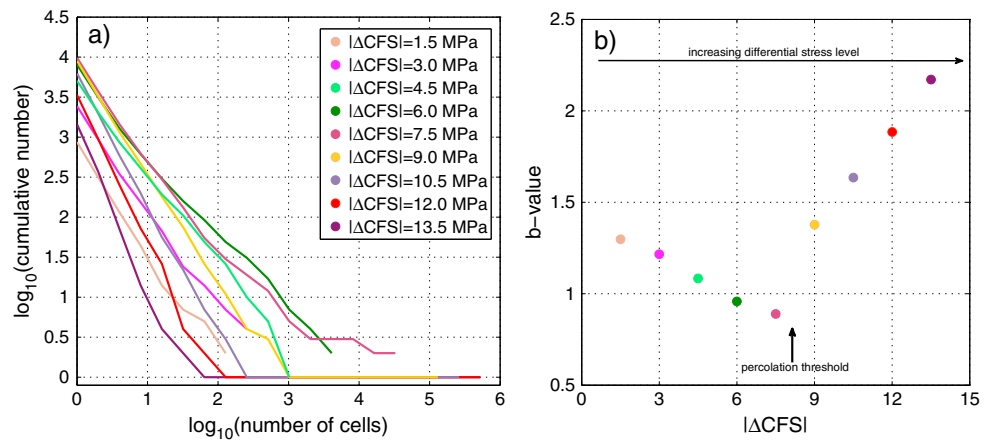 a)
4.5
4
3.5
3
2.5
2
1.5
1
0.5
0
log10(cumulative number)
0
1
2
3
4
5
6
log10(number of cells)
|ΔCFS|=1.5 MPa
|ΔCFS|=3.0 MPa
|ΔCFS|=4.5 MPa
|ΔCFS|=6.0 MPa
|ΔCFS|=7.5 MPa
|ΔCFS|=9.0 MPa
|ΔCFS|=10.5 MPa
|ΔCFS|=12.0 MPa
|ΔCFS|=13.5 MPa
b)
increasing differential stress level
2.5
2
1.5
1
0.5
b-value
percolation threshold
0
3
6
9
12
15
|ΔCFS|